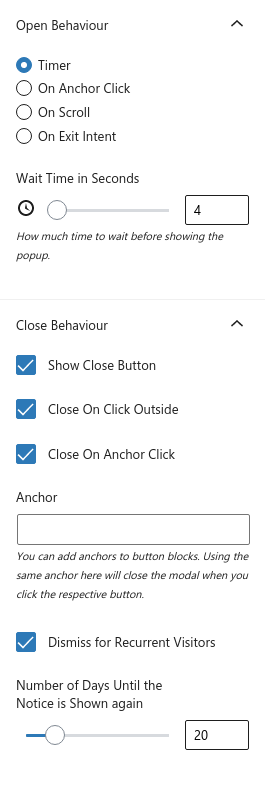 Open Behaviour
Timer
On Anchor Click
On Scroll
On Exit Intent
Wait Time in Seconds
4
How much time to wait before showing the
popup.
Close Behaviour
Show Close Button
Close On Click Outside
Close On Anchor Click
Anchor
You can add anchors to button blocks. Using the
same anchor here will close the modal when you
click the respective button.
Dismiss for Recurrent Visitors
Number of Days Until the
Notice is Shown again
20